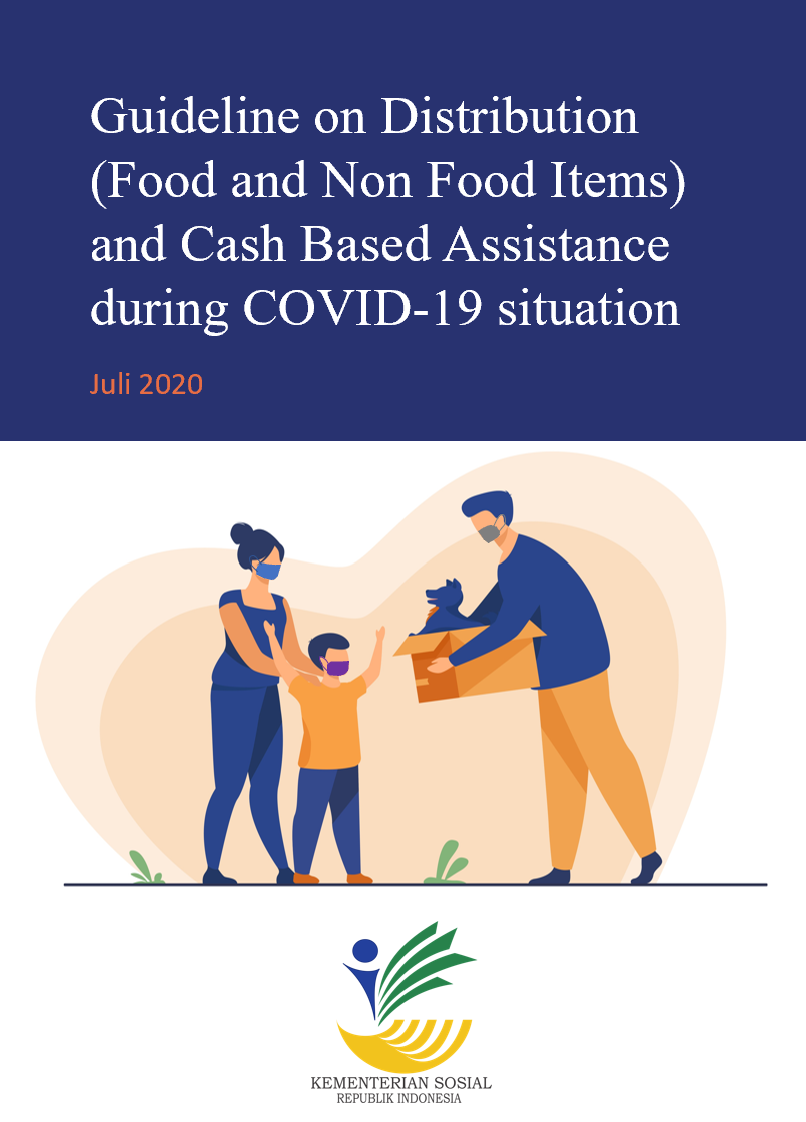 Guideline on Distribution
(Food and Non Food Items)
and Cash Based Assistance
during COVID-19 situation
Juli 2020
KEMENTERIAN SOSIAL
REPUBLIK INDONESIA